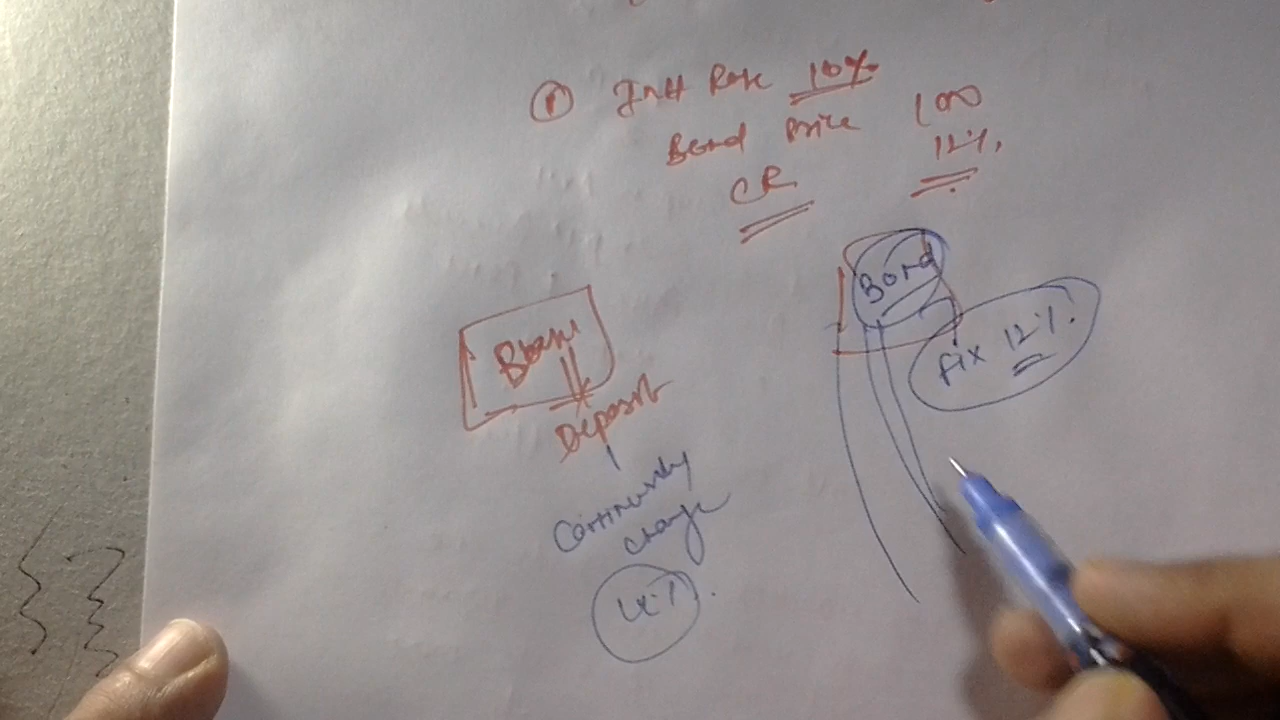 ① Intt Rate 10%
Bond Price 100
CR 12%
Bank
Deposit
Continuously
change
Bond
Fix 12%.